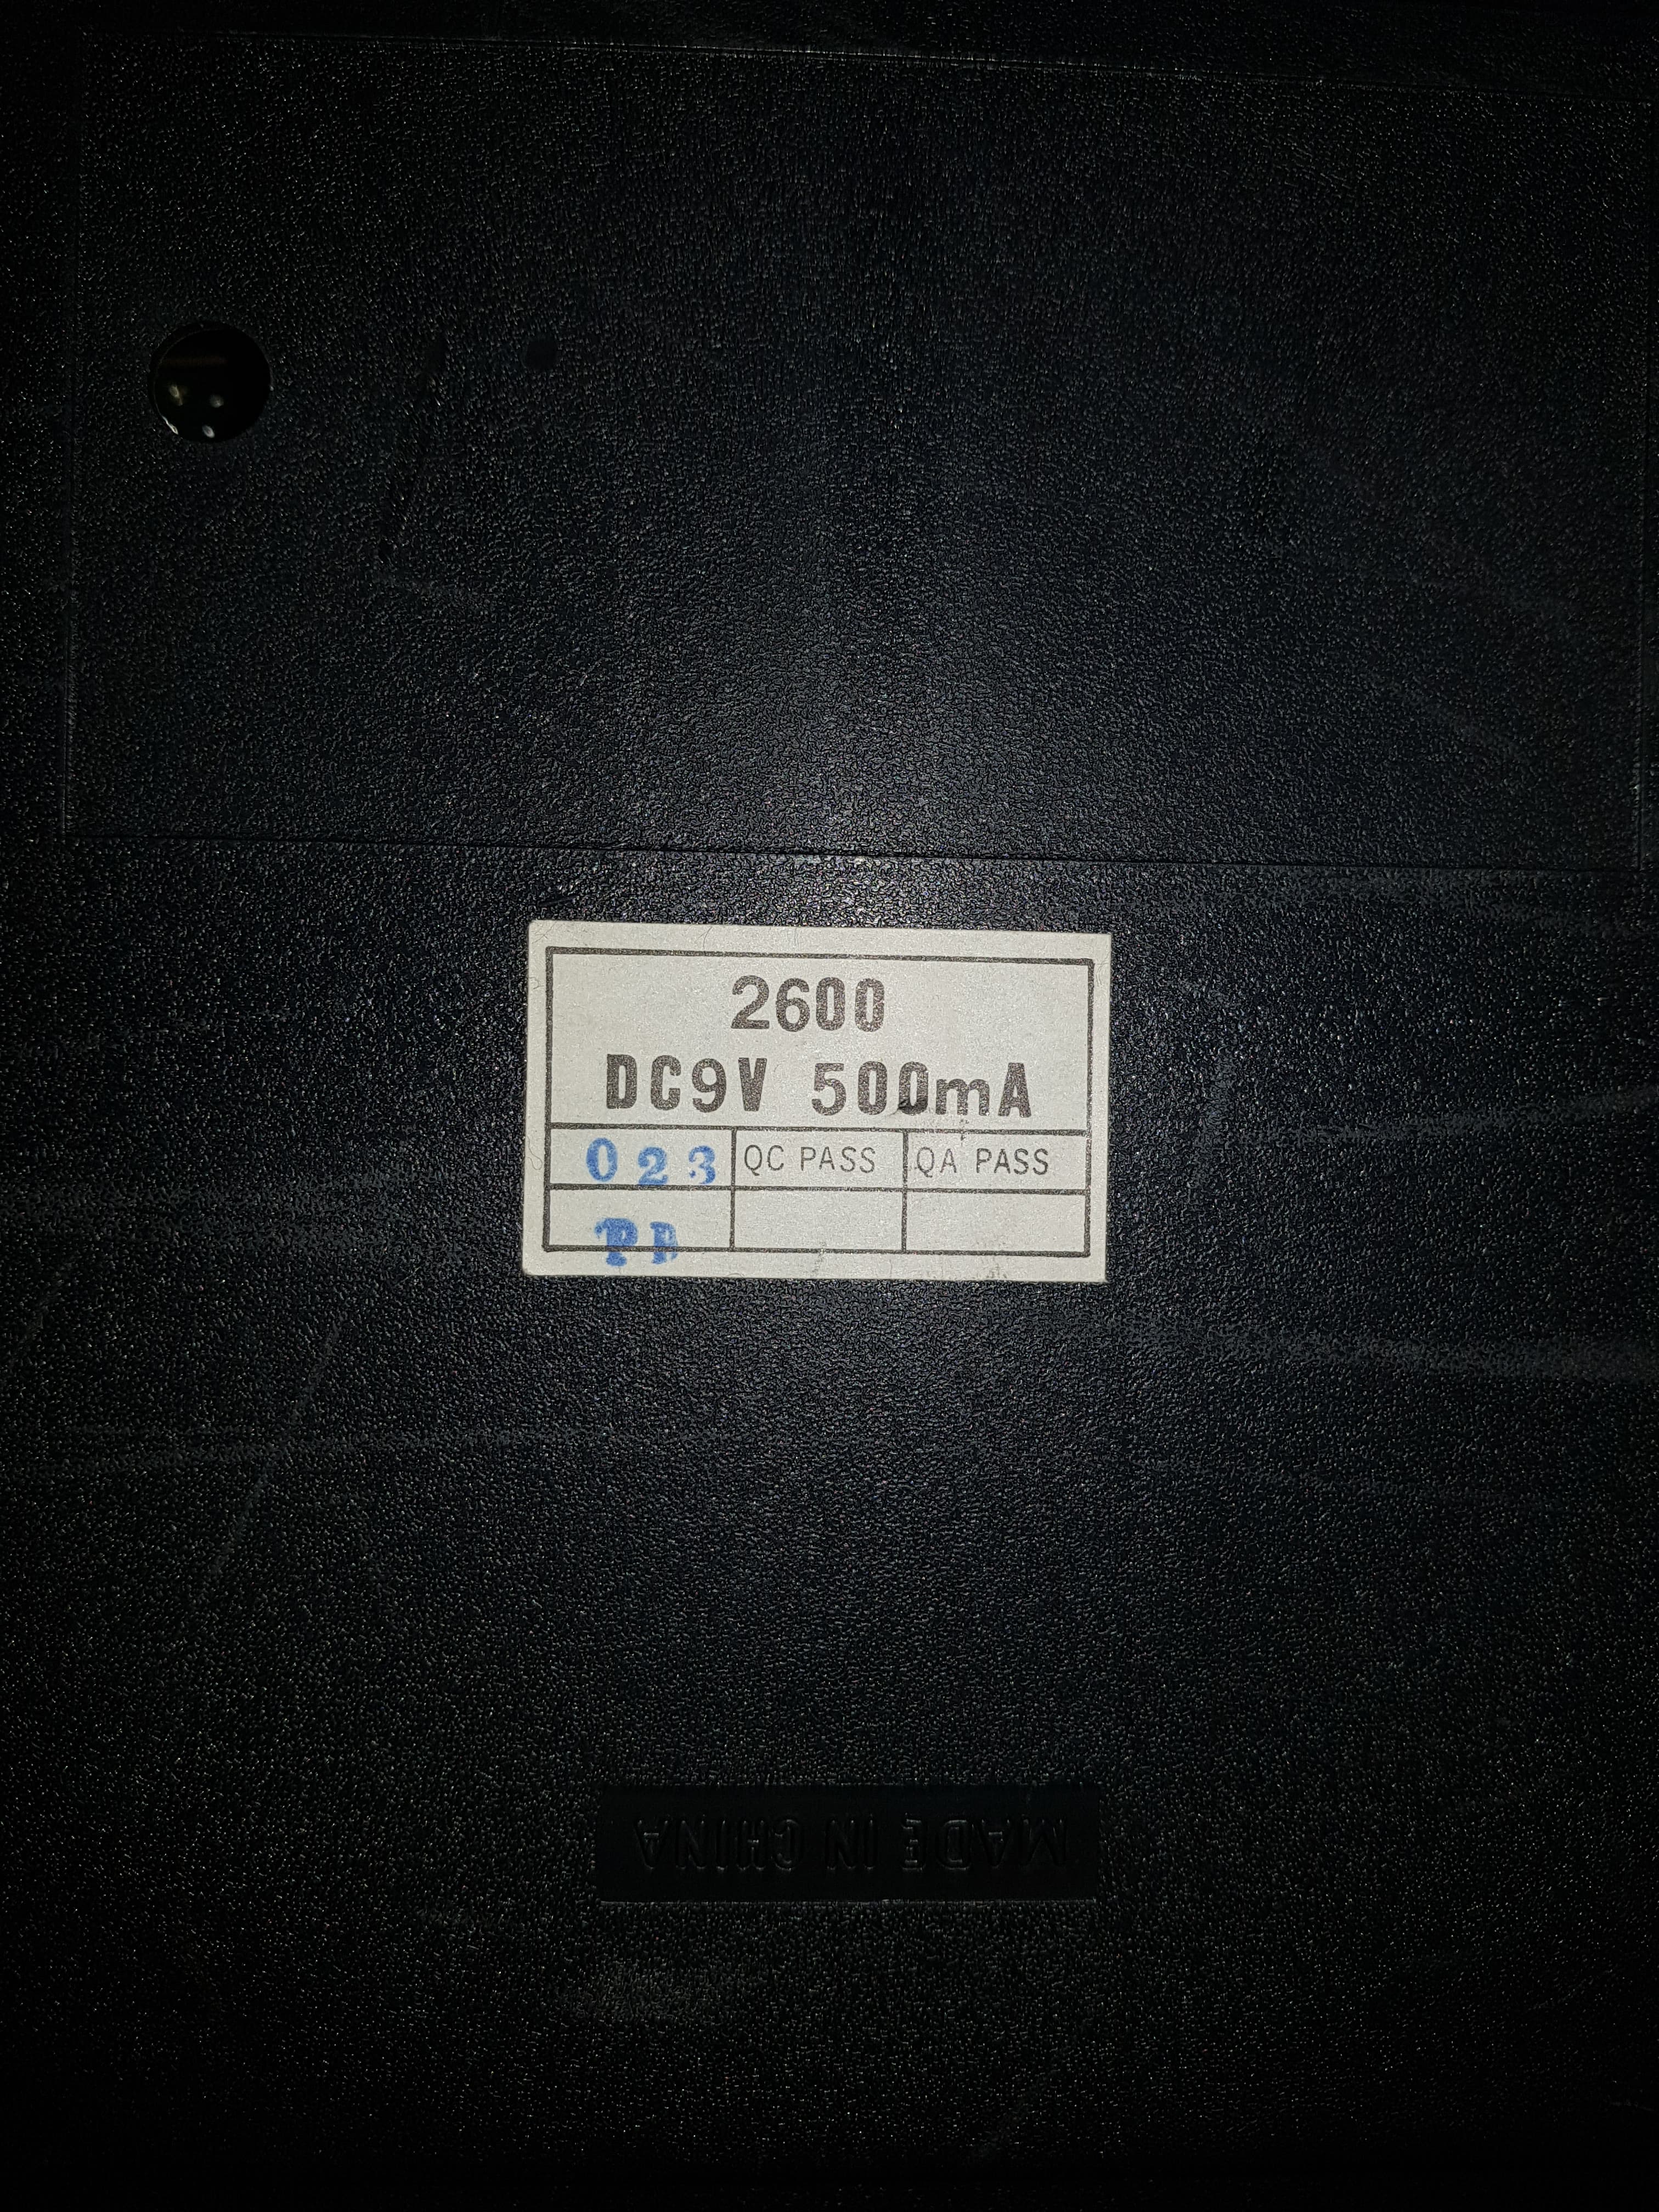 2600
DC9V 500mA
023 QC PASS QA PASS
MADE IN CHINA